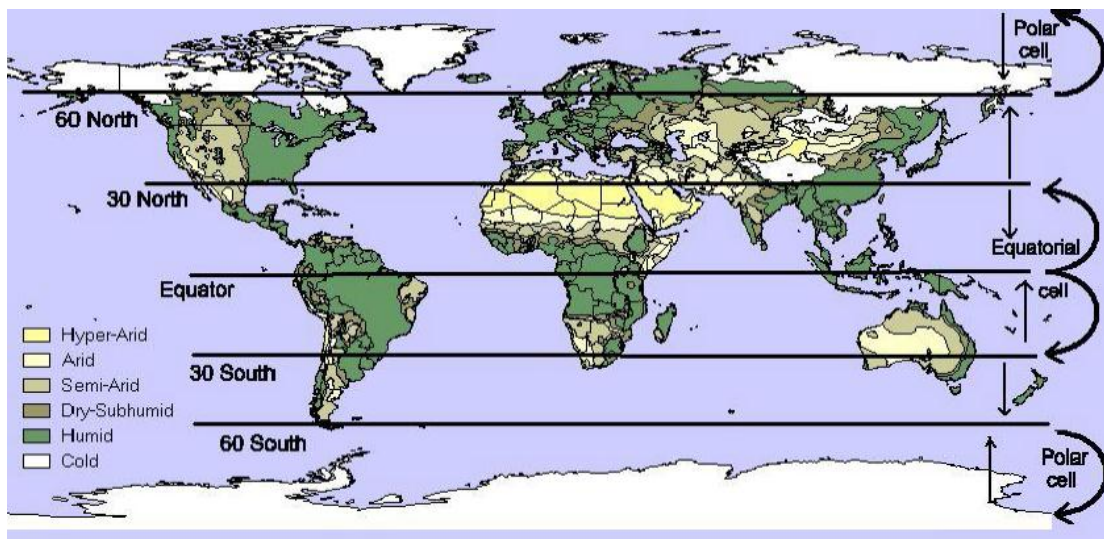 Polar
cell
60 North
30 North
Equatorial
Equator
cell
Hyper-Arid
Arid
30 South
Semi-Arid
Dry-Subhumid
60 South
Humid
Cold
Polar
cell